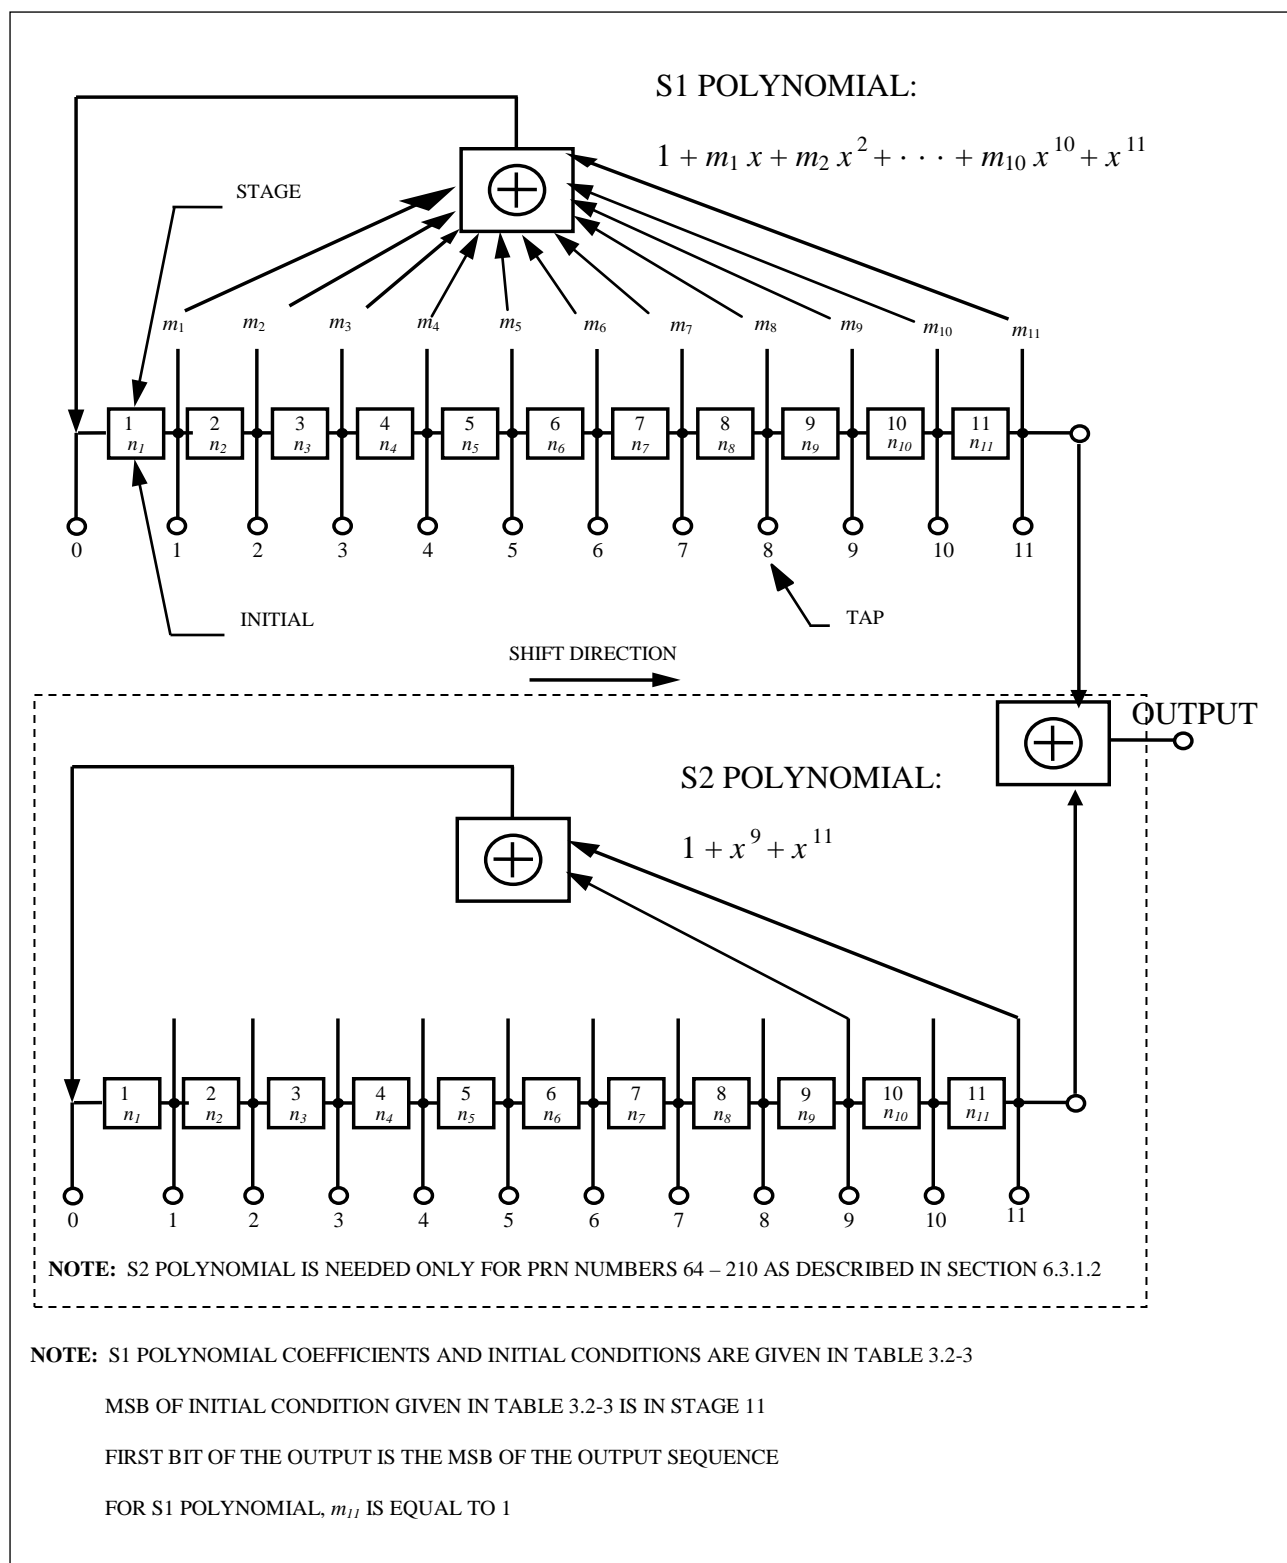 S1 POLYNOMIAL:
1 + m₁ x + m₂ x² + · · · + m₁₀ x¹⁰ + x¹¹
STAGE
m₁ m₂ m₃ m₄ m₅ m₆ m₇ m₈ m₉ m₁₀ m₁₁
1 2 3 4 5 6 7 8 9 10 11
n₁ n₂ n₃ n₄ n₅ n₆ n₇ n₈ n₉ n₁₀ n₁₁
0 1 2 3 4 5 6 7 8 9 10 11
INITIAL
TAP
SHIFT DIRECTION
OUTPUT
S2 POLYNOMIAL:
1 + x⁹ + x¹¹
1 2 3 4 5 6 7 8 9 10 11
n₁ n₂ n₃ n₄ n₅ n₆ n₇ n₈ n₉ n₁₀ n₁₁
0 1 2 3 4 5 6 7 8 9 10 11
NOTE: S2 POLYNOMIAL IS NEEDED ONLY FOR PRN NUMBERS 64 – 210 AS DESCRIBED IN SECTION 6.3.1.2
NOTE: S1 POLYNOMIAL COEFFICIENTS AND INITIAL CONDITIONS ARE GIVEN IN TABLE 3.2-3
MSB OF INITIAL CONDITION GIVEN IN TABLE 3.2-3 IS IN STAGE 11
FIRST BIT OF THE OUTPUT IS THE MSB OF THE OUTPUT SEQUENCE
FOR S1 POLYNOMIAL, m₁₁ IS EQUAL TO 1